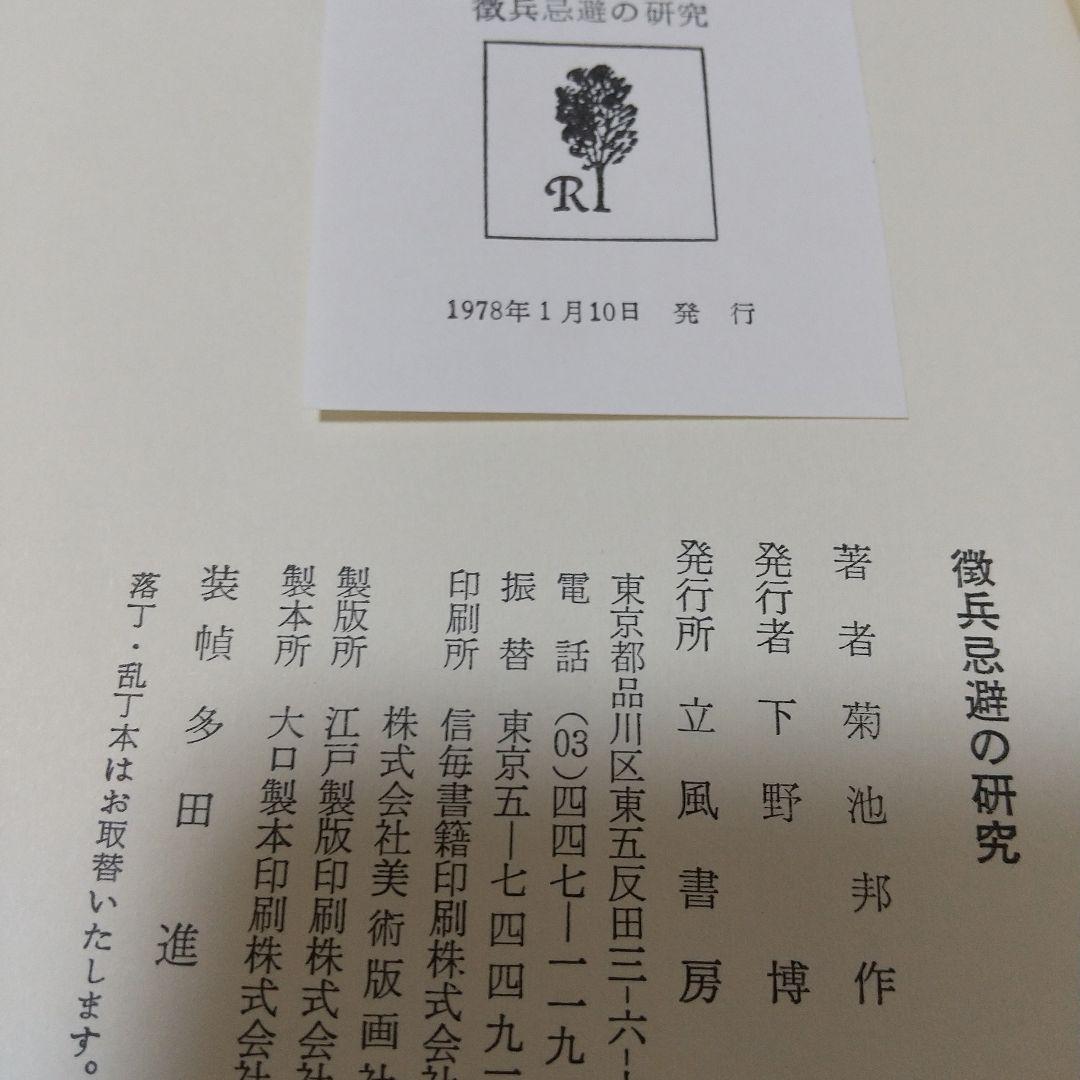 徴兵忌避の研究
RI
1978年1月10日 発行
徴兵忌避の研究
著者 菊池邦作
発行者 下野博
発行所 立風書房
東京都品川区東五反田三−六−
電話 (03)四四七―一一九
振替 東京五―七四四九
印刷所 信毎書籍印刷株式会
株式会社美術版画
製版所 江戸製版印刷株式会社
製本所 大口製本印刷株式会社
装幀 多田進
落丁・乱丁本はお取替いたします。